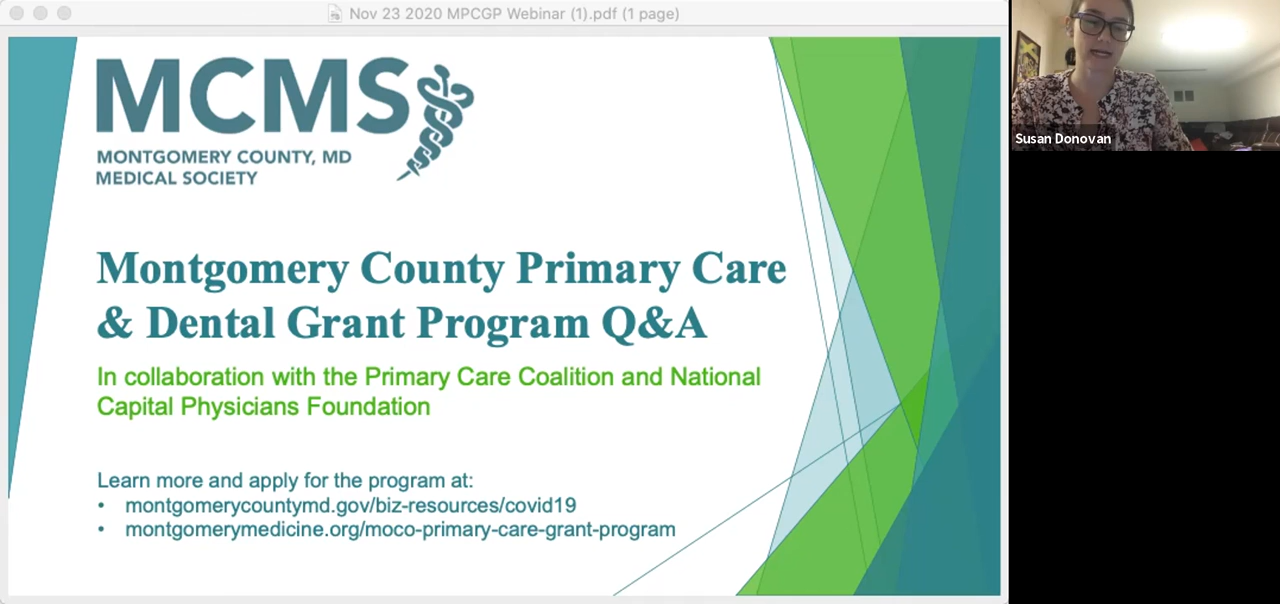 Nov 23 2020 MPCGP Webinar (1).pdf (1 page)
MCMS
MONTGOMERY COUNTY, MD
MEDICAL SOCIETY
Montgomery County Primary Care
& Dental Grant Program Q&A
In collaboration with the Primary Care Coalition and National
Capital Physicians Foundation
Learn more and apply for the program at:
• montgomerycountymd.gov/biz-resources/covid19
• montgomerymedicine.org/moco-primary-care-grant-program
Susan Donovan